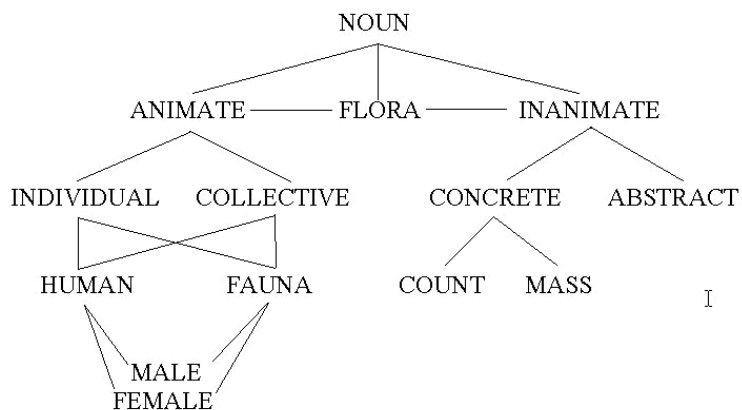 NOUN
ANIMATE FLORA INANIMATE
INDIVIDUAL COLLECTIVE CONCRETE ABSTRACT
HUMAN FAUNA COUNT MASS
MALE
FEMALE